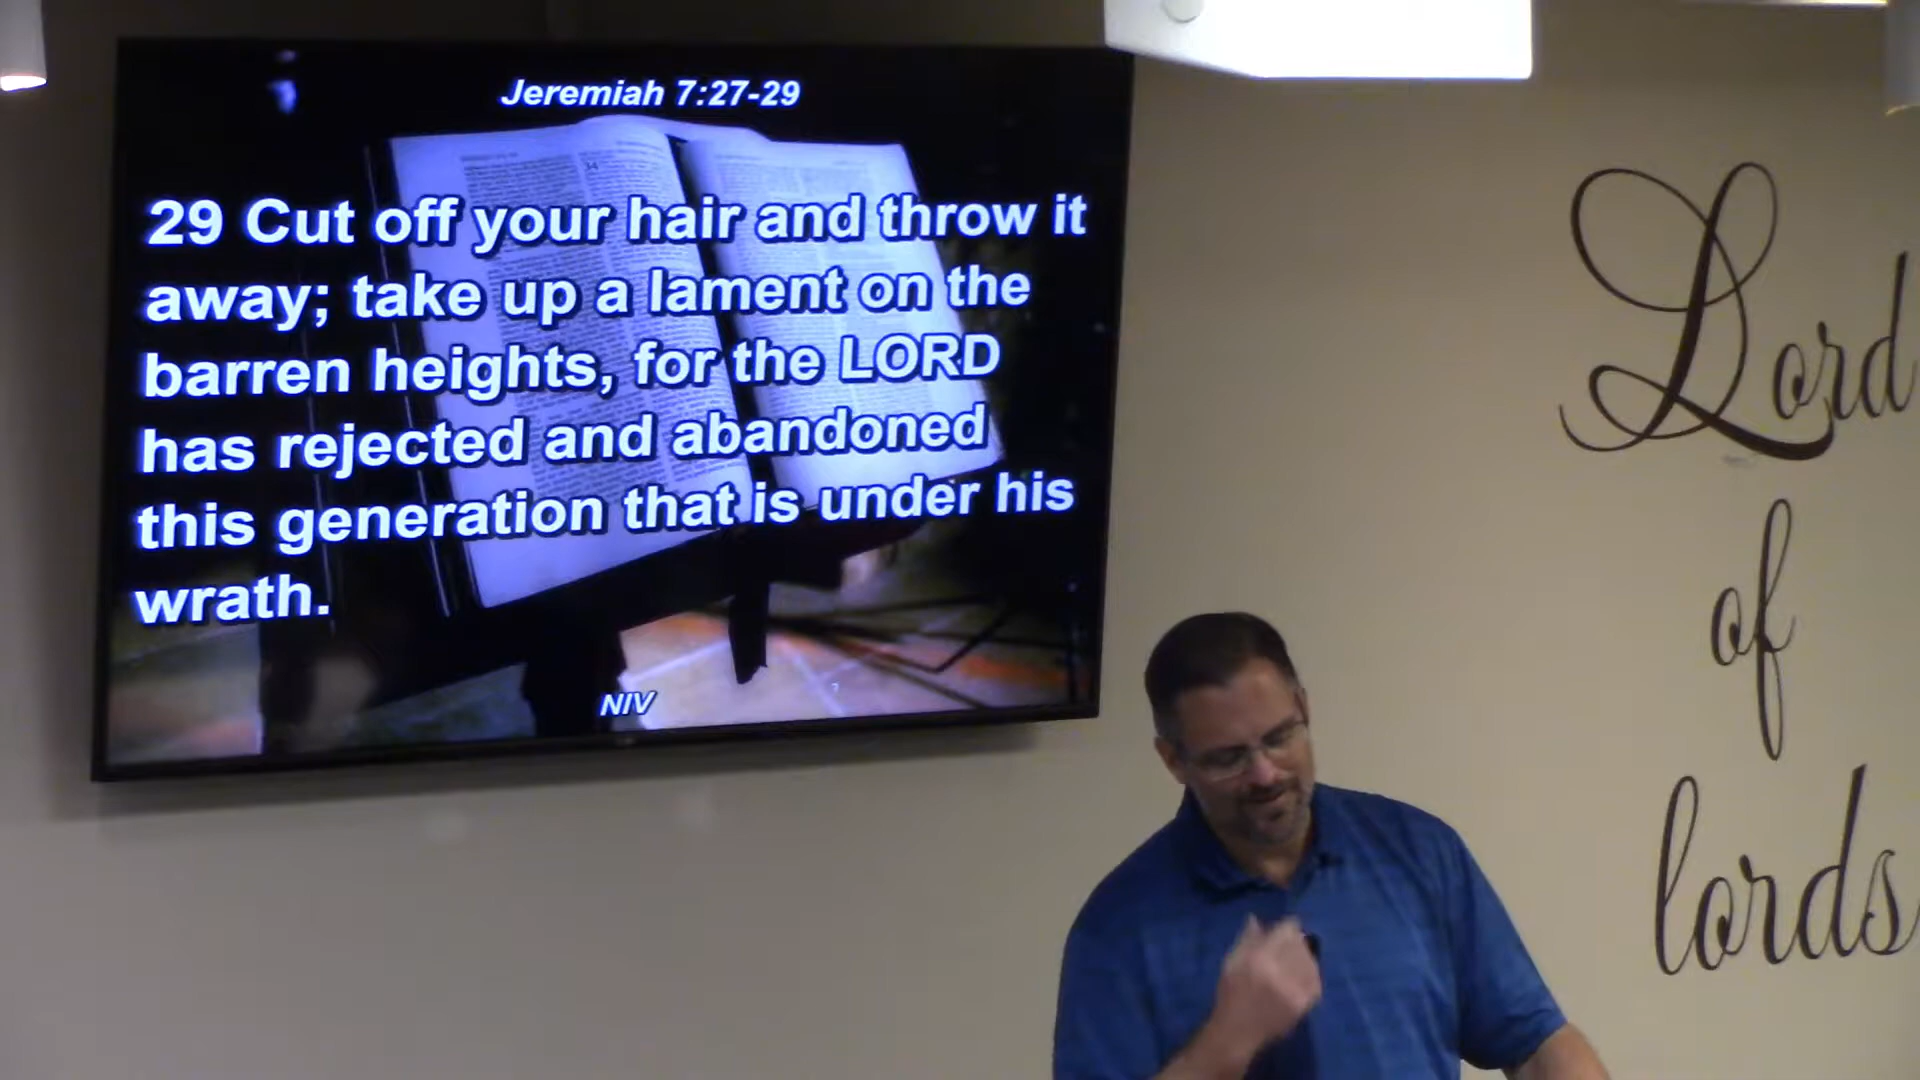 Jeremiah 7:27-29
29 Cut off your hair and throw it
away; take up a lament on the
barren heights, for the LORD
has rejected and abandoned
this generation that is under his
wrath.
NIV
Lord
of
lords